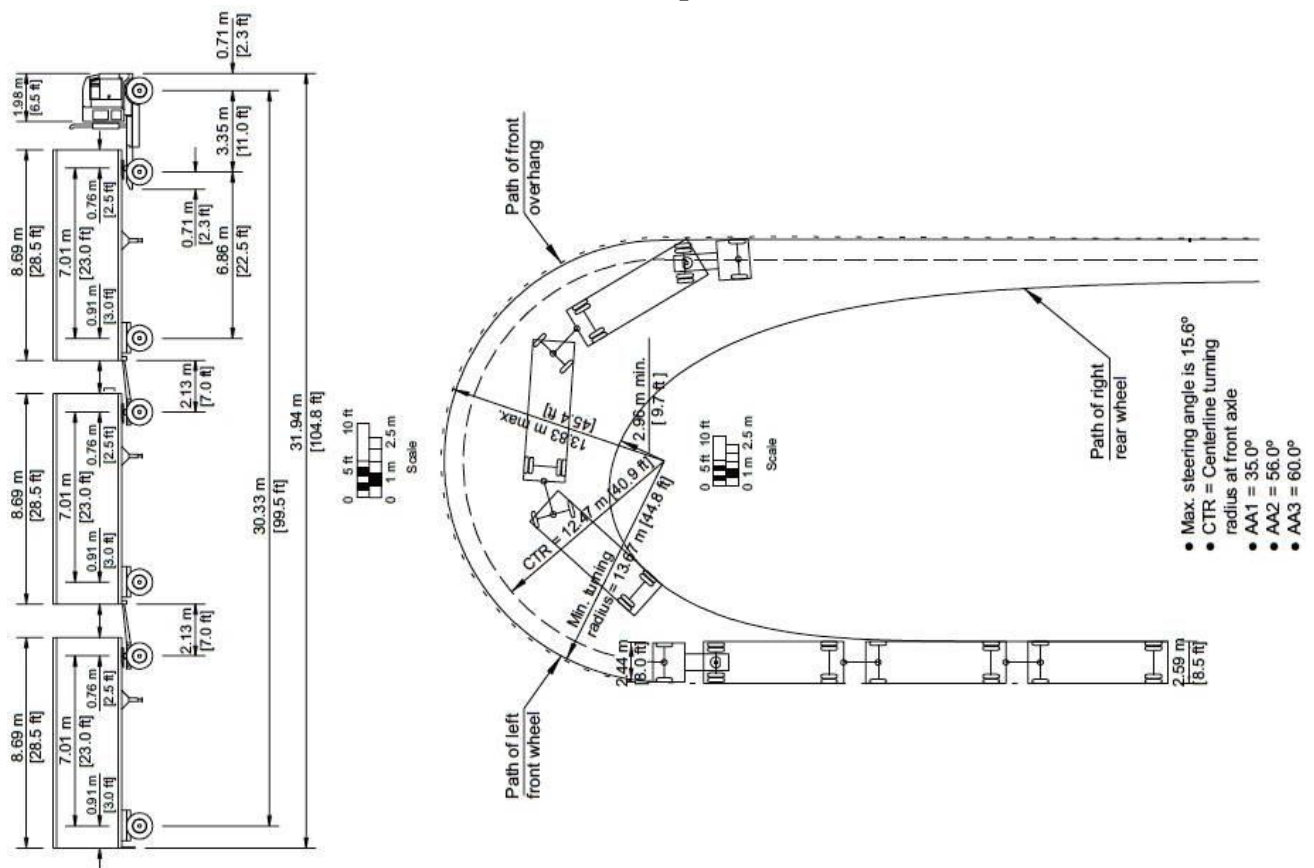 0.71 m
[2.3 ft]
1.98 m
[6.5 ft]
3.35 m
[11.0 ft]
0.71 m
[2.3 ft]
6.86 m
[22.5 ft]
8.69 m
[28.5 ft]
7.01 m
[23.0 ft]
0.76 m
[2.5 ft]
0.91 m
[3.0 ft]
2.13 m
[7.0 ft]
8.69 m
[28.5 ft]
7.01 m
[23.0 ft]
0.76 m
[2.5 ft]
0.91 m
[3.0 ft]
2.13 m
[7.0 ft]
8.69 m
[28.5 ft]
7.01 m
[23.0 ft]
0.76 m
[2.5 ft]
0.91 m
[3.0 ft]
31.94 m
[104.8 ft]
30.33 m
[99.5 ft]
0 5 ft 10 ft
0 1 m 2.5 m
Scale
Path of front
overhang
13.83 m max.
[45.4 ft]
2.96 m min.
[ 9.7 ft ]
CTR = 12.47 m [40.9 ft]
Min. turning
radius = 13.67 m [44.8 ft]
0 5 ft 10 ft
0 1 m 2.5 m
Scale
Path of left
front wheel
2.44 m
[8.0 ft]
2.59 m
[8.5 ft]
Path of right
rear wheel
• Max. steering angle is 15.6º
• CTR = Centerline turning
radius at front axle
• AA1 = 35.0º
• AA2 = 56.0º
• AA3 = 60.0º